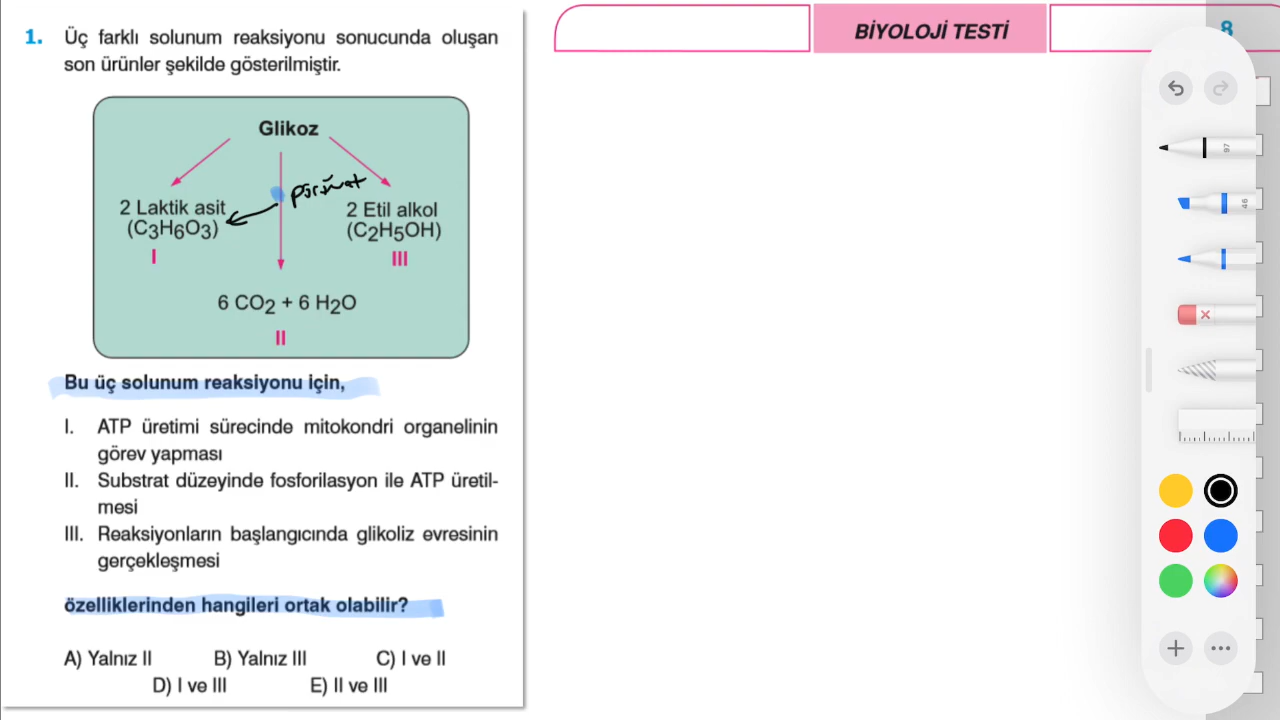 1. Üç farklı solunum reaksiyonu sonucunda oluşan
son ürünler şekilde gösterilmiştir.
Glikoz
pürüvat
2 Laktik asit
(C3H6O3)
I
2 Etil alkol
(C2H5OH)
III
6 CO2 + 6 H2O
II
Bu üç solunum reaksiyonu için,
I. ATP üretimi sürecinde mitokondri organelinin
görev yapması
II. Substrat düzeyinde fosforilasyon ile ATP üretil-
mesi
III. Reaksiyonların başlangıcında glikoliz evresinin
gerçekleşmesi
özelliklerinden hangileri ortak olabilir?
A) Yalnız II B) Yalnız III C) I ve II
D) I ve III E) II ve III
BİYOLOJİ TESTİ
8
97
46